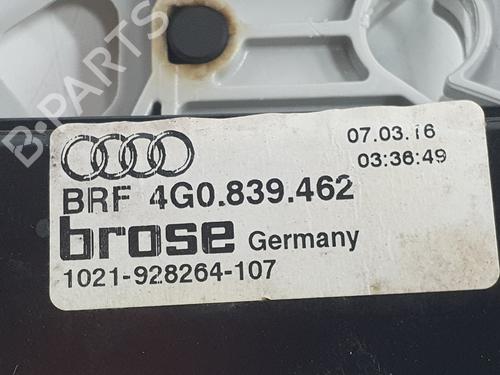 07.03.16
03:36:49
BRF 4G0.839.462
brose Germany
1021-928264-107
B-PARTS